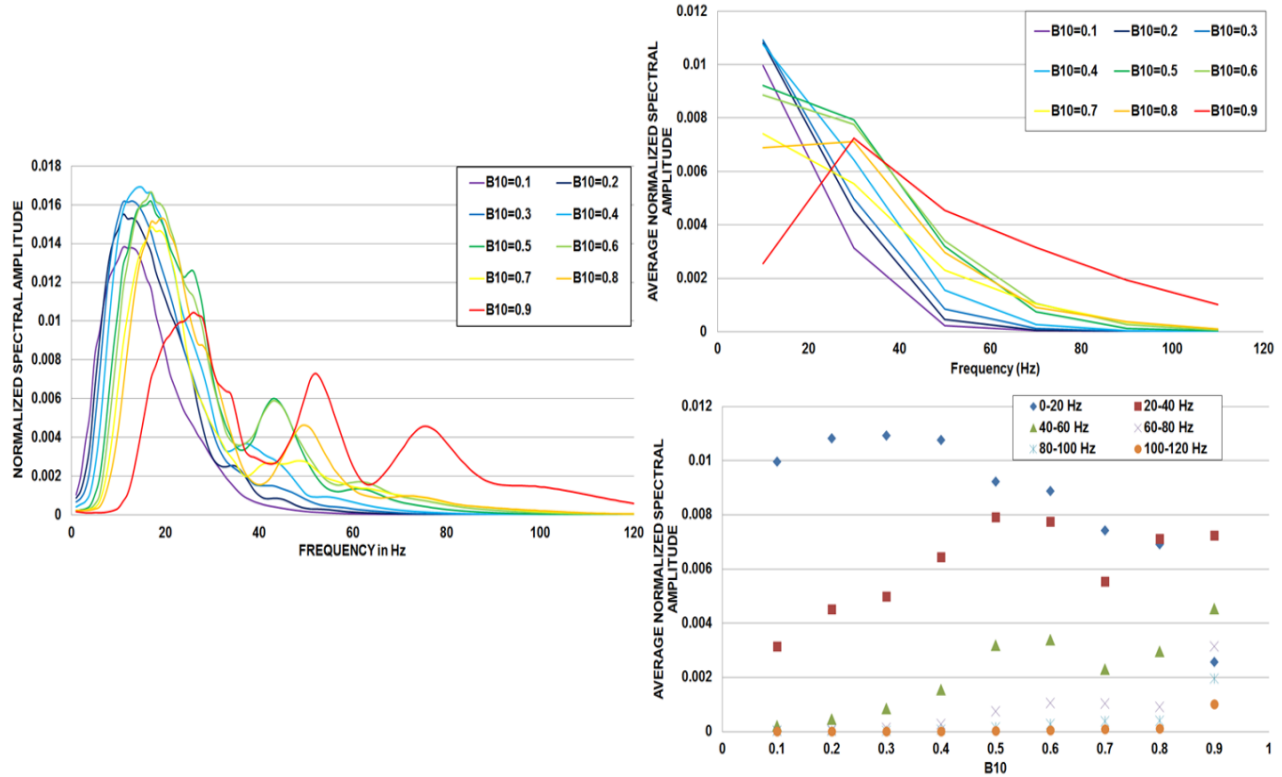 0.018
0.016
0.014
0.012
0.01
0.008
0.006
0.004
0.002
0
NORMALIZED SPECTRAL AMPLITUDE
B10=0.1 B10=0.2
B10=0.3 B10=0.4
B10=0.5 B10=0.6
B10=0.7 B10=0.8
B10=0.9
0 20 40 60 80 100 120
FREQUENCY in Hz
0.012
0.01
0.008
0.006
0.004
0.002
0
AVERAGE NORMALIZED SPECTRAL
AMPLITUDE
B10=0.1 B10=0.2 B10=0.3
B10=0.4 B10=0.5 B10=0.6
B10=0.7 B10=0.8 B10=0.9
0 20 40 60 80 100 120
Frequency (Hz)
0.012
0.01
0.008
0.006
0.004
0.002
0
AVERAGE NORMALIZED SPECTRAL
AMPLITUDE
0-20 Hz 20-40 Hz
40-60 Hz 60-80 Hz
80-100 Hz 100-120 Hz
0 0.1 0.2 0.3 0.4 0.5 0.6 0.7 0.8 0.9 1
B10